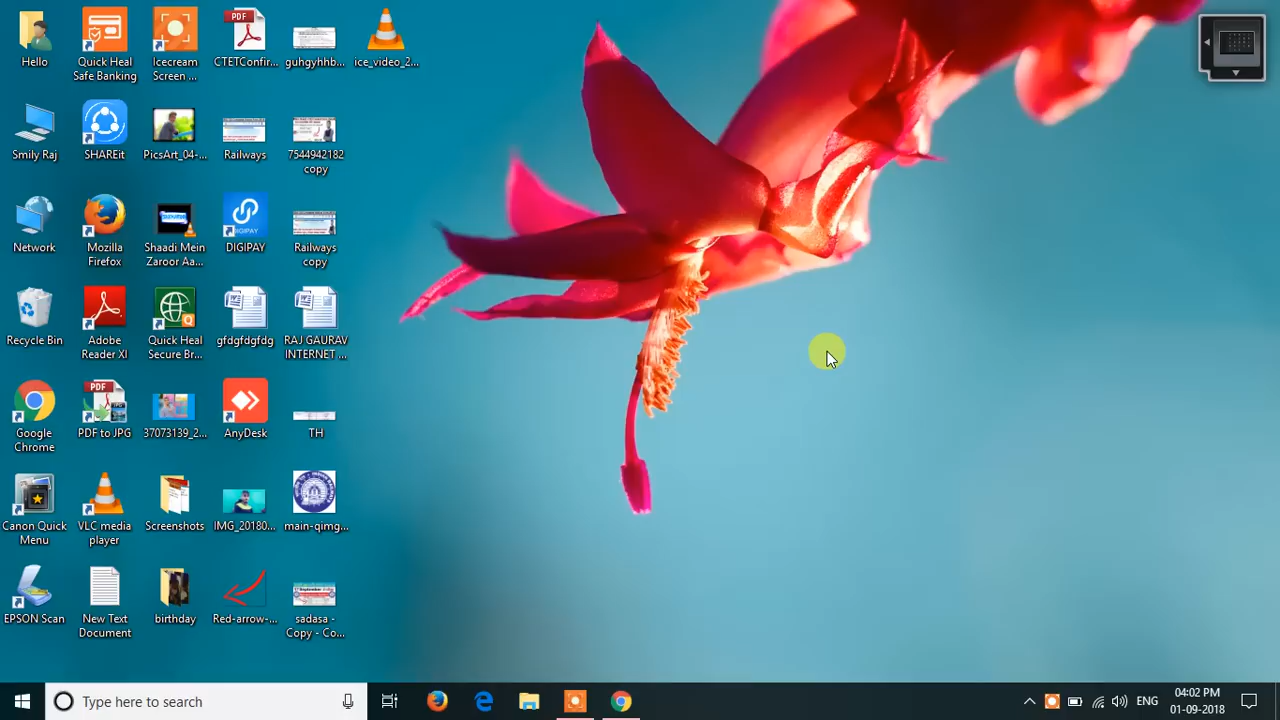 Hello
Quick Heal
Safe Banking
Icecream
Screen ...
PDF
CTETConfir...
guhgyhhb...
ice_video_2...
Smily Raj
SHAREit
PicsArt_04-...
Railways
7544942182
copy
Network
Mozilla
Firefox
Shaadi Mein
Zaroor Aa...
DIGIPAY
DIGIPAY
Railways
copy
Recycle Bin
Adobe
Reader XI
Quick Heal
Secure Br...
gfdgfdgfdg
RAJ GAURAV
INTERNET ...
Google
Chrome
PDF
PDF to JPG
37073139_2...
AnyDesk
TH
Canon Quick
Menu
VLC media
player
Screenshots
IMG_20180...
main-qimg...
EPSON Scan
New Text
Document
birthday
Red-arrow-...
sadasa -
Copy - Co...
Type here to search
ENG
04:02 PM
01-09-2018